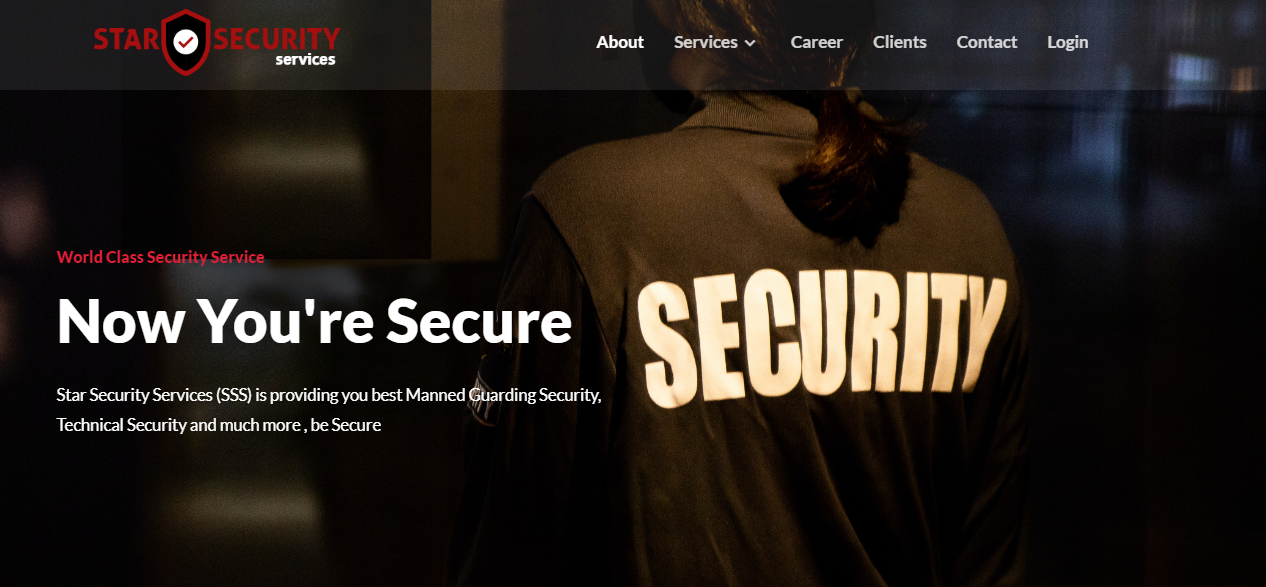 STAR SECURITY
services
About Services Career Clients Contact Login
World Class Security Service
Now You're Secure
SECURITY
Star Security Services (SSS) is providing you best Manned Guarding Security,
Technical Security and much more , be Secure